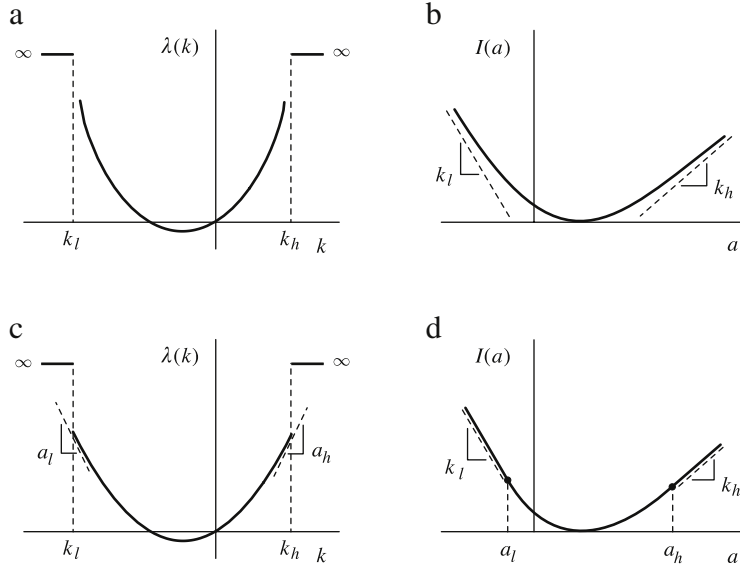 a
λ(k)
∞
∞
k_l
k_h
k
b
I(a)
k_l
k_h
a
c
λ(k)
∞
∞
a_l
a_h
k_l
k_h
k
d
I(a)
k_l
k_h
a_l
a_h
a